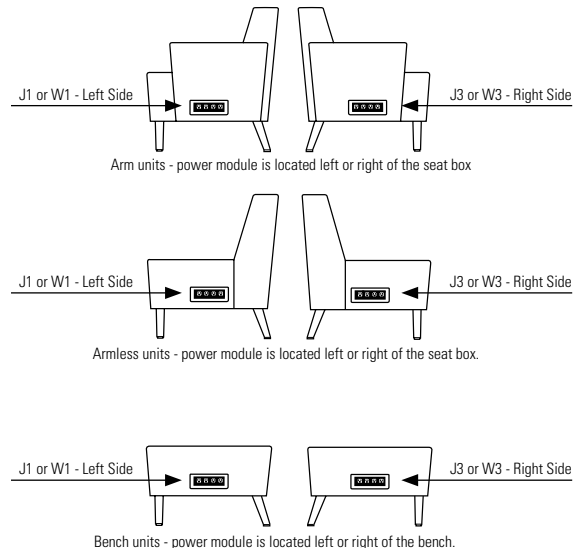 J1 or W1 - Left Side
J3 or W3 - Right Side
Arm units - power module is located left or right of the seat box
J1 or W1 - Left Side
J3 or W3 - Right Side
Armless units - power module is located left or right of the seat box.
J1 or W1 - Left Side
J3 or W3 - Right Side
Bench units - power module is located left or right of the bench.